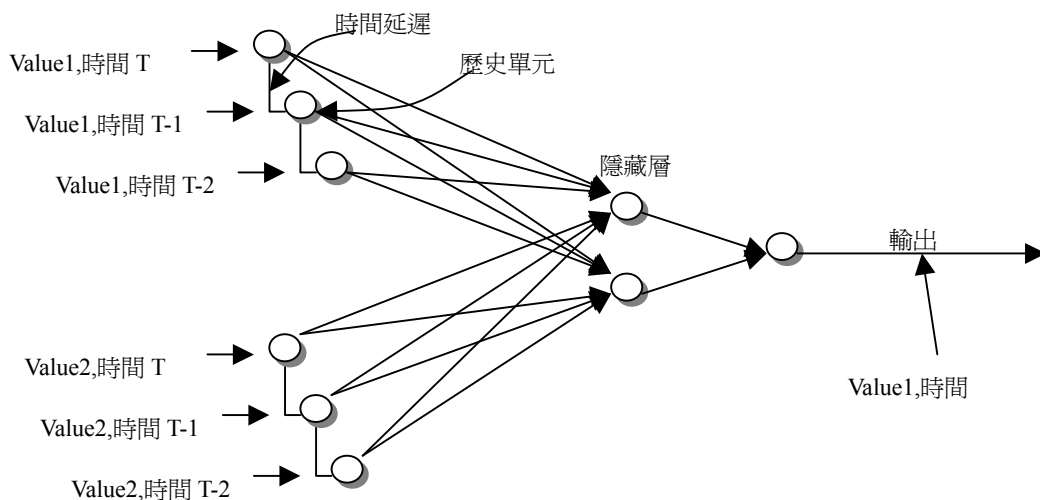 時間延遲
Value1,時間 T
歷史單元
Value1,時間 T-1
隱藏層
Value1,時間 T-2
輸出
Value2,時間 T
Value1,時間
Value2,時間 T-1
Value2,時間 T-2